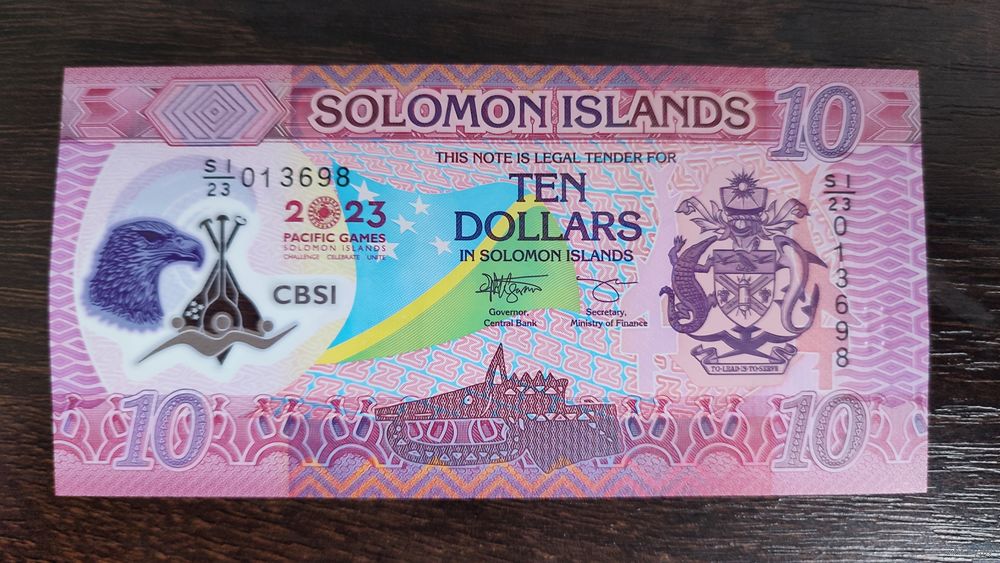 SOLOMON ISLANDS
10
THIS NOTE IS LEGAL TENDER FOR
TEN
DOLLARS
IN SOLOMON ISLANDS
S I/23 013698
2023
PACIFIC GAMES
SOLOMON ISLANDS
CHALLENGE CELEBRATE UNITE
CBSI
Governor,
Central Bank
Secretary,
Ministry of Finance
S I/23 013698
TO LEAD IS TO SERVE
10
10